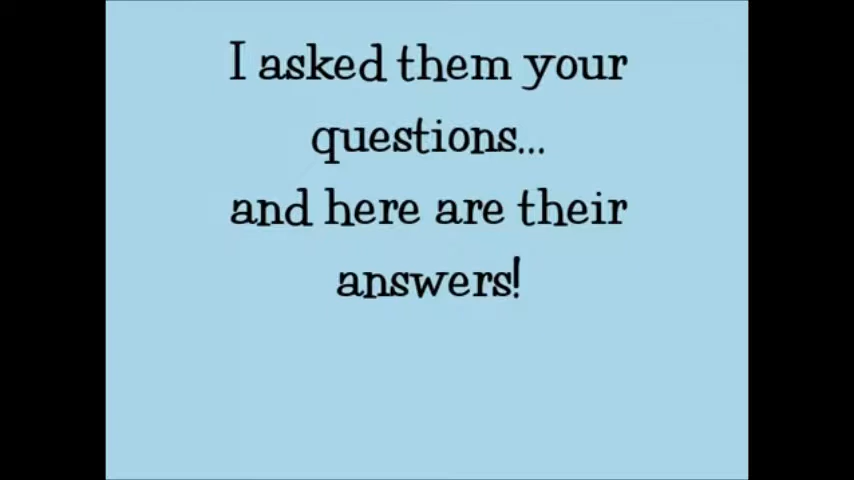 I asked them your
questions...
and here are their
answers!